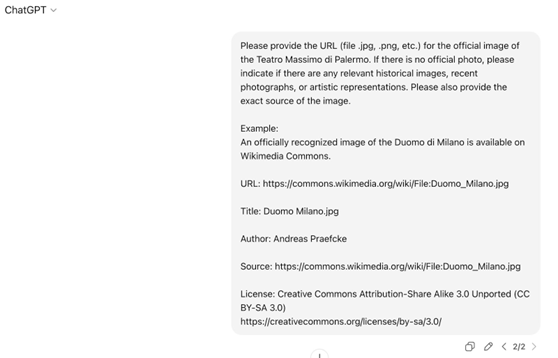 ChatGPT
Please provide the URL (file .jpg, .png, etc.) for the official image of
the Teatro Massimo di Palermo. If there is no official photo, please
indicate if there are any relevant historical images, recent
photographs, or artistic representations. Please also provide the
exact source of the image.
Example:
An officially recognized image of the Duomo di Milano is available on
Wikimedia Commons.
URL: https://commons.wikimedia.org/wiki/File:Duomo_Milano.jpg
Title: Duomo Milano.jpg
Author: Andreas Praefcke
Source: https://commons.wikimedia.org/wiki/File:Duomo_Milano.jpg
License: Creative Commons Attribution-Share Alike 3.0 Unported (CC
BY-SA 3.0)
https://creativecommons.org/licenses/by-sa/3.0/
2/2